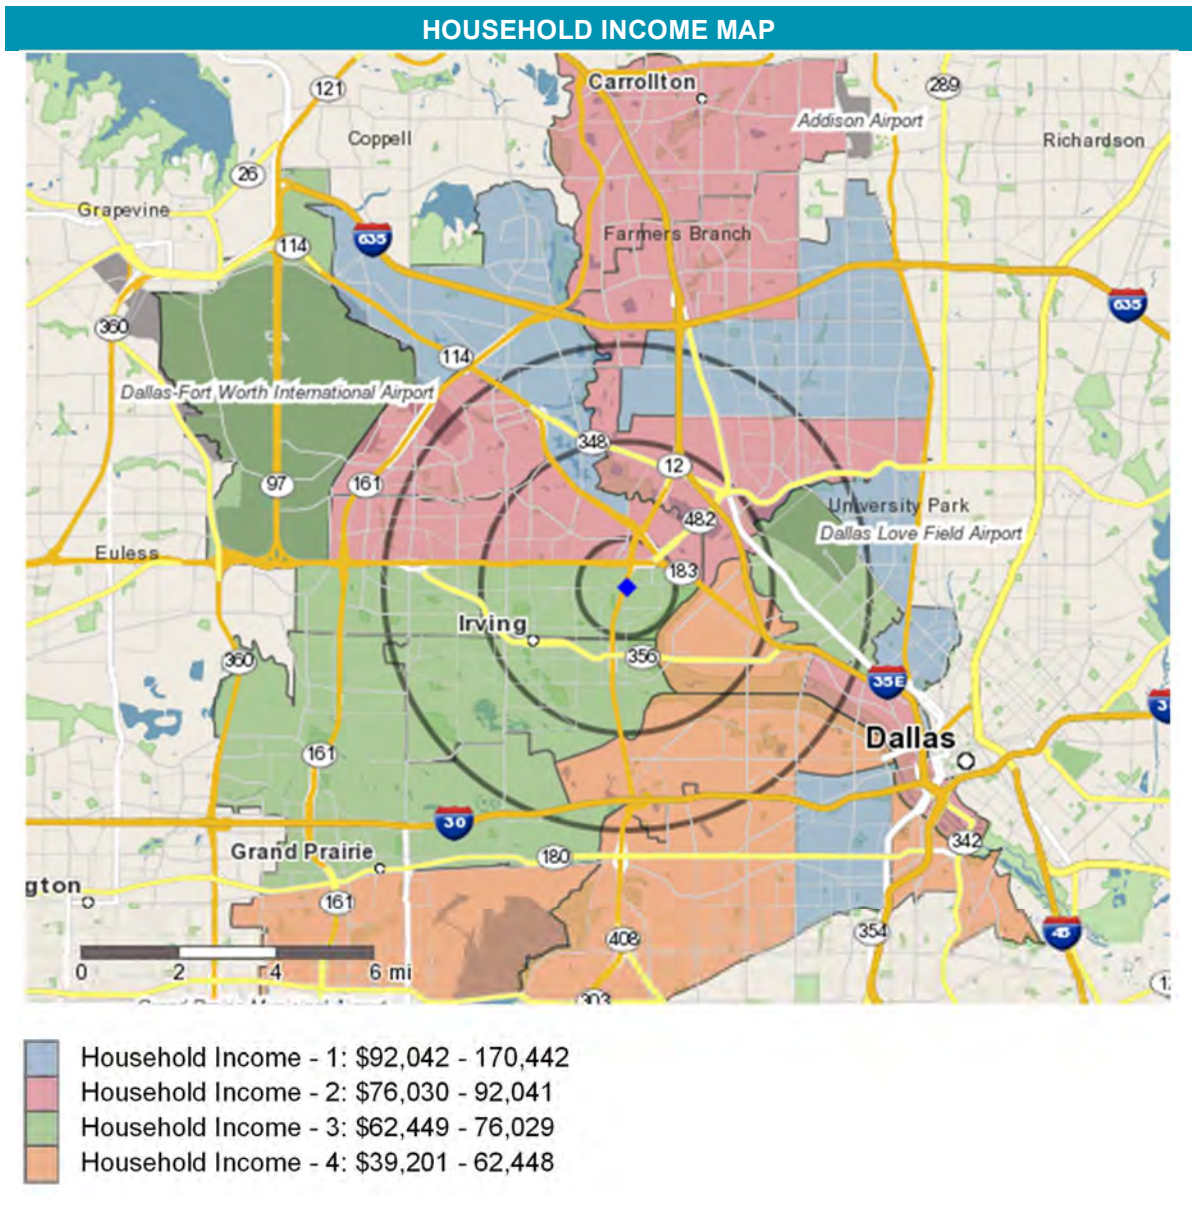 HOUSEHOLD INCOME MAP
Carrollton
121
289
Addison Airport
Coppell
Richardson
26
Grapevine
Farmers Branch
635
114
635
360
114
Dallas-Fort Worth International Airport
348
12
97
161
University Park
482
Dallas Love Field Airport
Euless
183
Irving
356
360
35E
Dallas
161
30
342
Grand Prairie
180
gton
161
354
45
408
0 2 4 6 mi
303
Household Income - 1: $92,042 - 170,442
Household Income - 2: $76,030 - 92,041
Household Income - 3: $62,449 - 76,029
Household Income - 4: $39,201 - 62,448